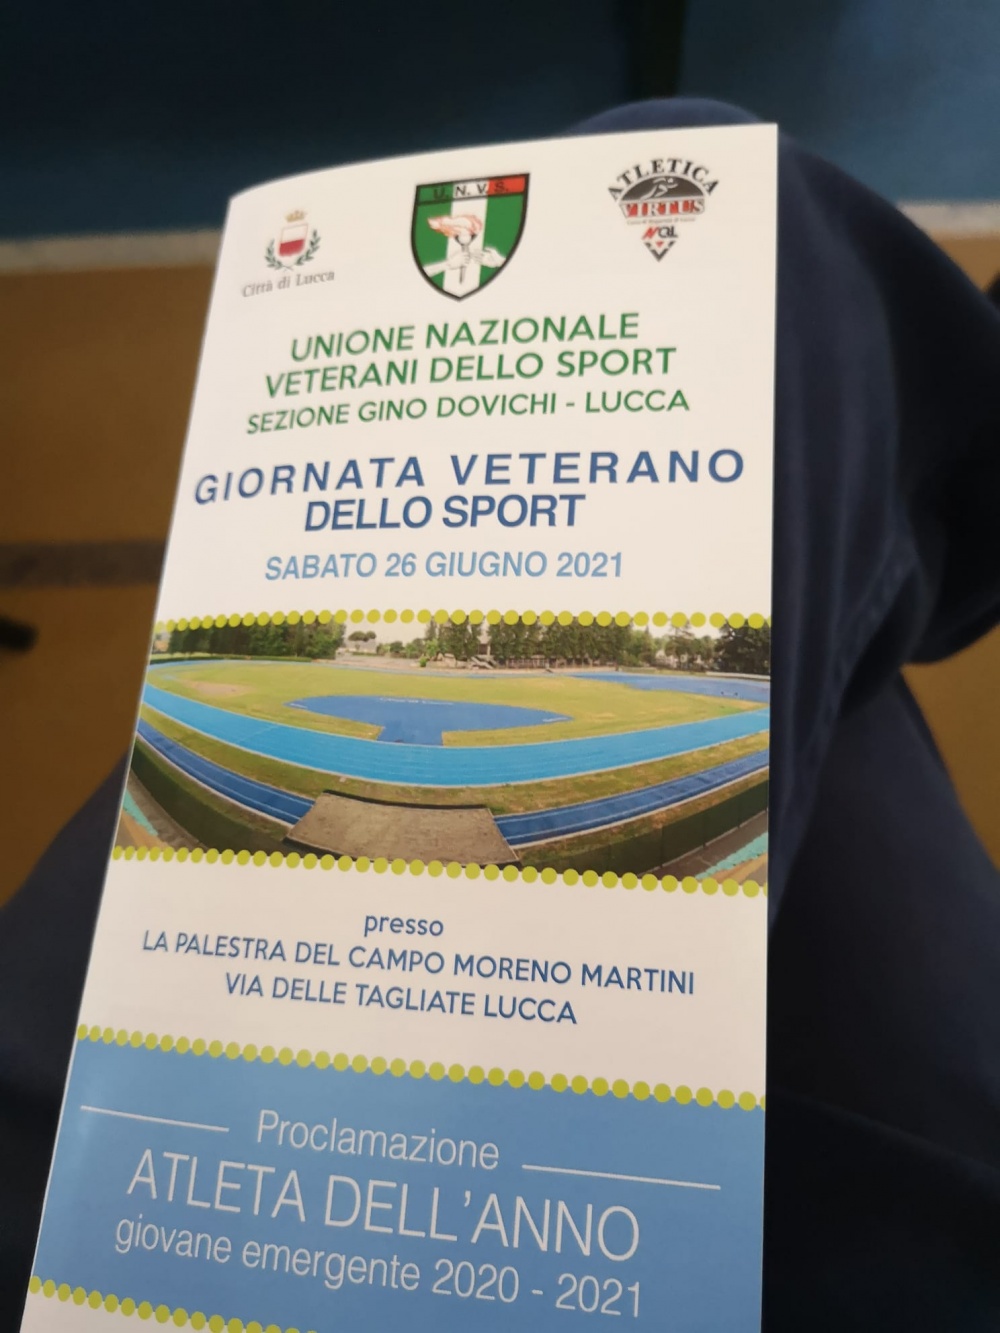 Città di Lucca
U.N.V.S.
ATLETICA
VIRTUS
UNIONE NAZIONALE
VETERANI DELLO SPORT
SEZIONE GINO DOVICHI - LUCCA
GIORNATA VETERANO
DELLO SPORT
SABATO 26 GIUGNO 2021
presso
LA PALESTRA DEL CAMPO MORENO MARTINI
VIA DELLE TAGLIATE LUCCA
Proclamazione
ATLETA DELL'ANNO
giovane emergente 2020 - 2021